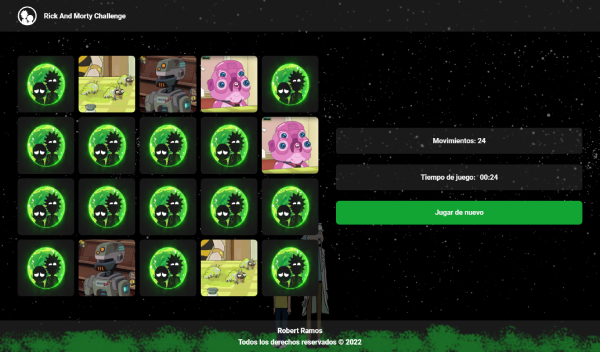 Rick And Morty Challenge
Movimientos: 24
Tiempo de juego: 00:24
Jugar de nuevo
Robert Ramos
Todos los derechos reservados © 2022